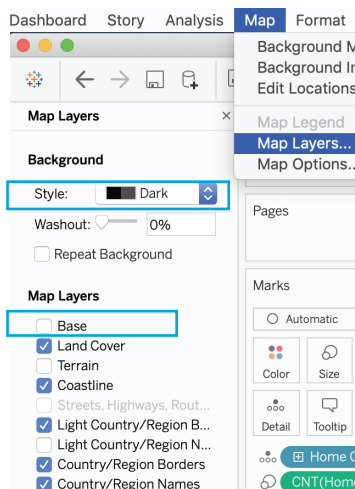 Dashboard Story Analysis Map Format
Background M
Background In
Edit Locations
Map Legend
Map Layers...
Map Options..
Map Layers ×
Background
Style: Dark
Washout: 0%
Repeat Background
Map Layers
Base
Land Cover
Terrain
Coastline
Streets, Highways, Rout...
Light Country/Region B...
Light Country/Region N...
Country/Region Borders
Country/Region Names
Pages
Marks
Automatic
Color Size
Detail Tooltip
Home C
CNT(Home